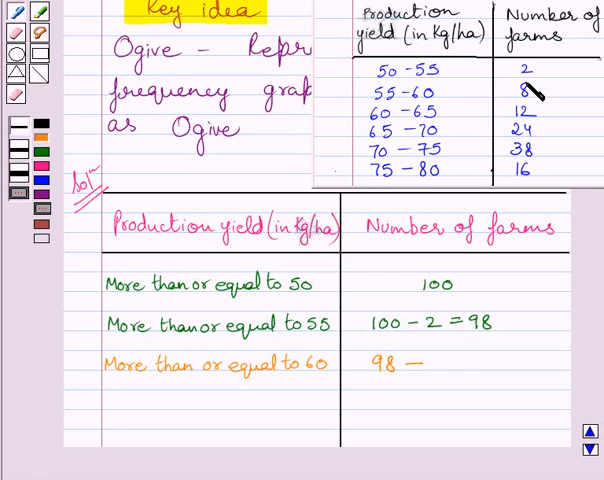 Key idea
Ogive – Repr
frequency grap
as Ogive
Production yield (in Kg/ha) Number of farms
50 – 55 2
55 – 60 8
60 – 65 12
65 – 70 24
70 – 75 38
75 – 80 16
Solⁿ
Production yield (in Kg/ha) Number of farms
More than or equal to 50 100
More than or equal to 55 100 – 2 = 98
More than or equal to 60 98 –